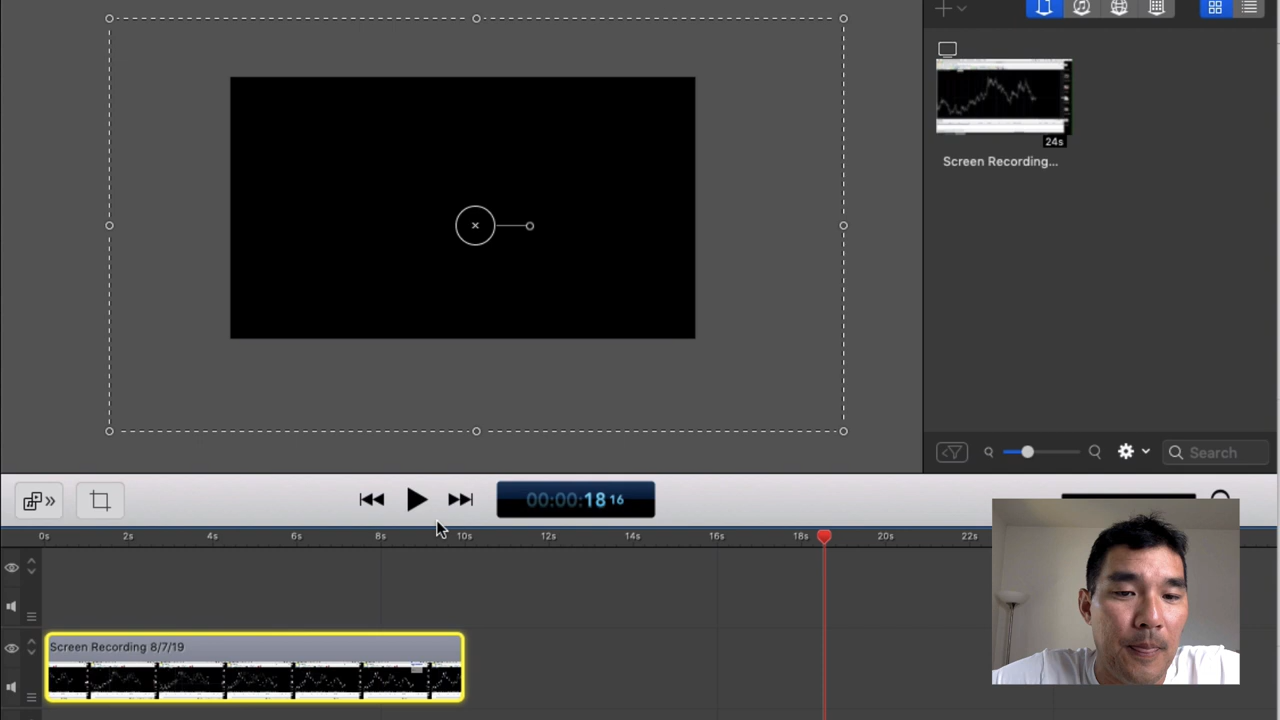 24s
Screen Recording...
Search
00:00:18 16
0s 2s 4s 6s 8s 10s 12s 14s 16s 18s 20s 22s
Screen Recording 8/7/19